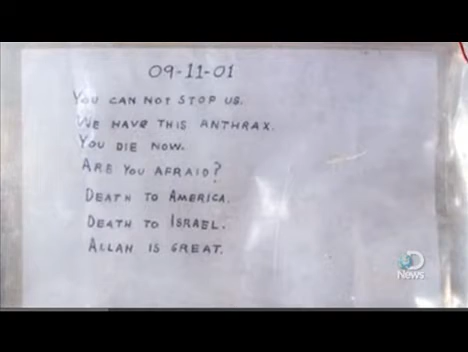 09-11-01
YOU CAN NOT STOP US.
WE HAVE THIS ANTHRAX.
YOU DIE NOW.
ARE YOU AFRAID?
DEATH TO AMERICA.
DEATH TO ISRAEL.
ALLAH IS GREAT.
D
News